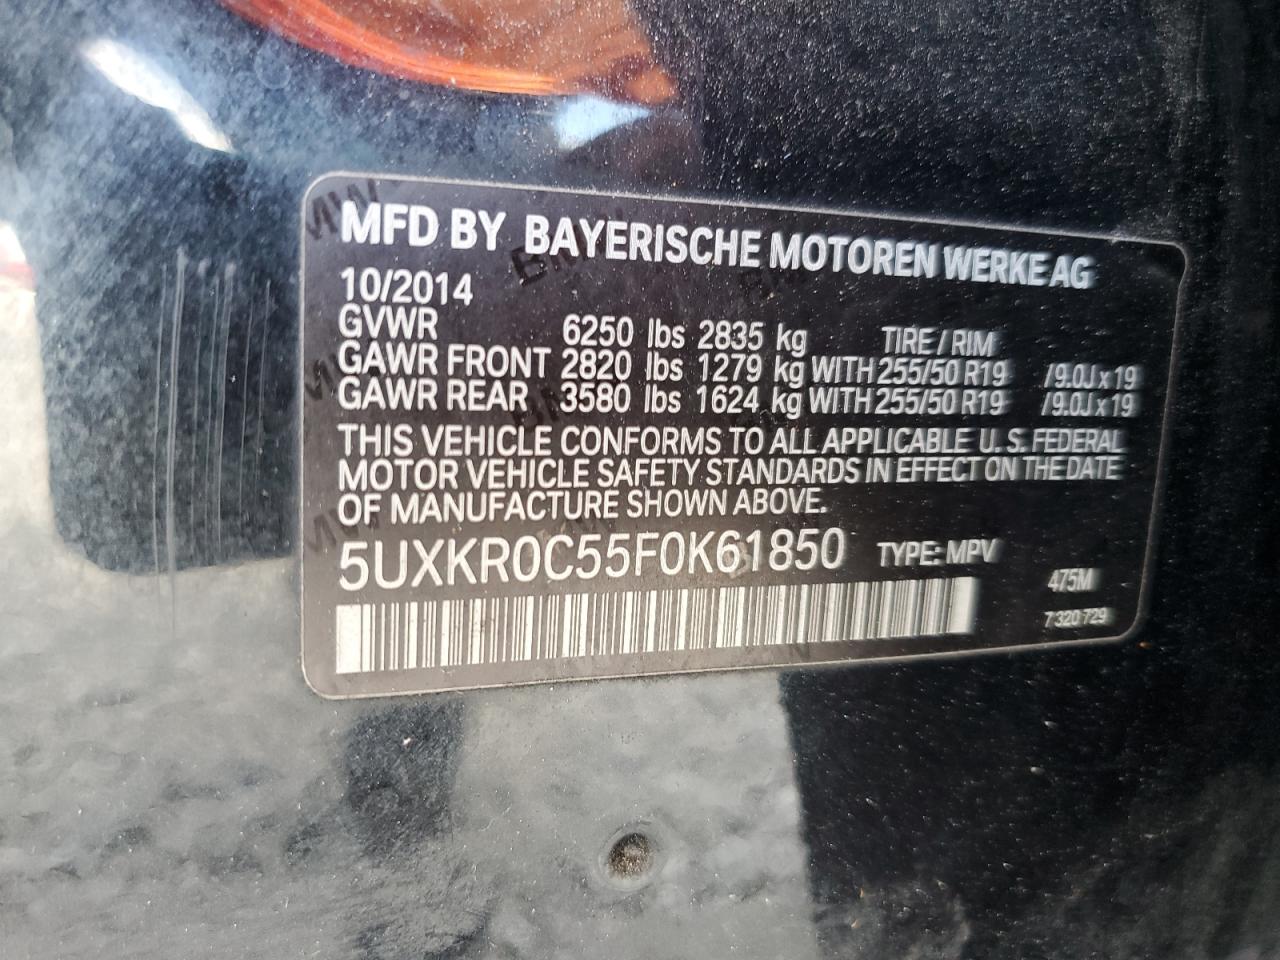 MFD BY BAYERISCHE MOTOREN WERKE AG
10/2014
GVWR 6250 lbs 2835 kg TIRE / RIM
GAWR FRONT 2820 lbs 1279 kg WITH 255/50 R19 /9.0J x 19
GAWR REAR 3580 lbs 1624 kg WITH 255/50 R19 /9.0J x 19
THIS VEHICLE CONFORMS TO ALL APPLICABLE U.S. FEDERAL
MOTOR VEHICLE SAFETY STANDARDS IN EFFECT ON THE DATE
OF MANUFACTURE SHOWN ABOVE.
5UXKR0C55F0K61850 TYPE: MPV
475M
7 320 729